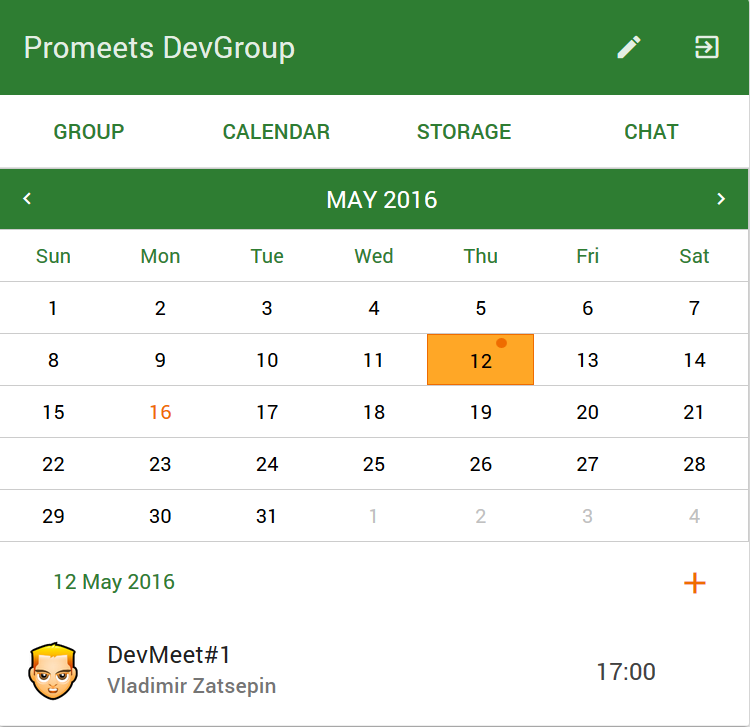 Promeets DevGroup
GROUP CALENDAR STORAGE CHAT
MAY 2016
Sun Mon Tue Wed Thu Fri Sat
1 2 3 4 5 6 7
8 9 10 11 12 13 14
15 16 17 18 19 20 21
22 23 24 25 26 27 28
29 30 31 1 2 3 4
12 May 2016
DevMeet#1
Vladimir Zatsepin
17:00